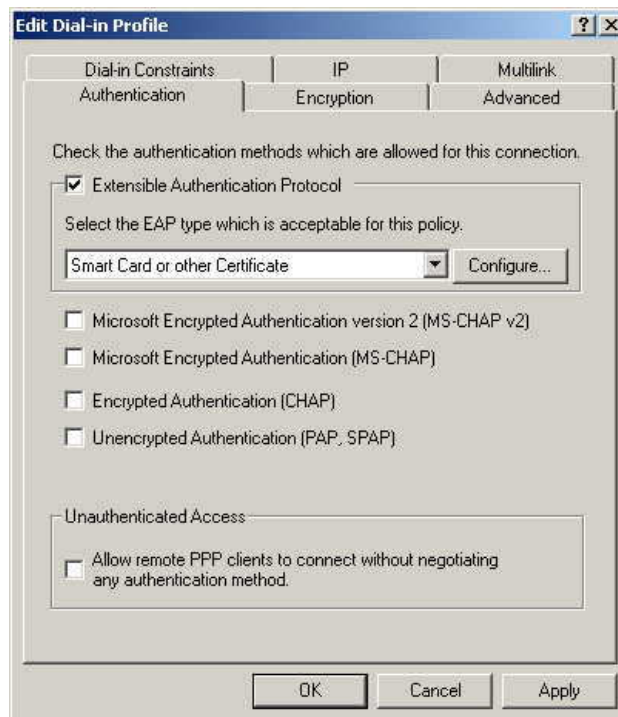 Edit Dial-in Profile
Dial-in Constraints IP Multilink
Authentication Encryption Advanced
Check the authentication methods which are allowed for this connection.
Extensible Authentication Protocol
Select the EAP type which is acceptable for this policy.
Smart Card or other Certificate Configure...
Microsoft Encrypted Authentication version 2 (MS-CHAP v2)
Microsoft Encrypted Authentication (MS-CHAP)
Encrypted Authentication (CHAP)
Unencrypted Authentication (PAP, SPAP)
Unauthenticated Access
Allow remote PPP clients to connect without negotiating
any authentication method.
OK Cancel Apply